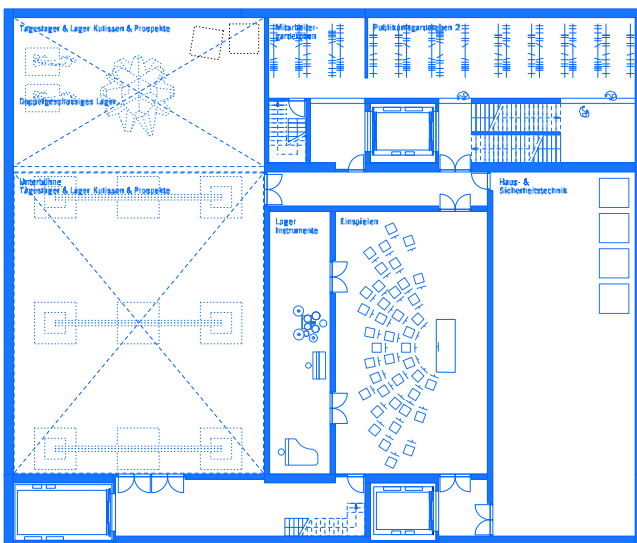 Tageslager & Lager Kulissen & Prospekte
Doppelgeschossiges Lager
Mitarbeiter-
garderoben
Publikumsgarderoben 2
Unterbühne
Tageslager & Lager Kulissen & Prospekte
Lager
Instrumente
Einspielen
Haus- &
Sicherheitstechnik